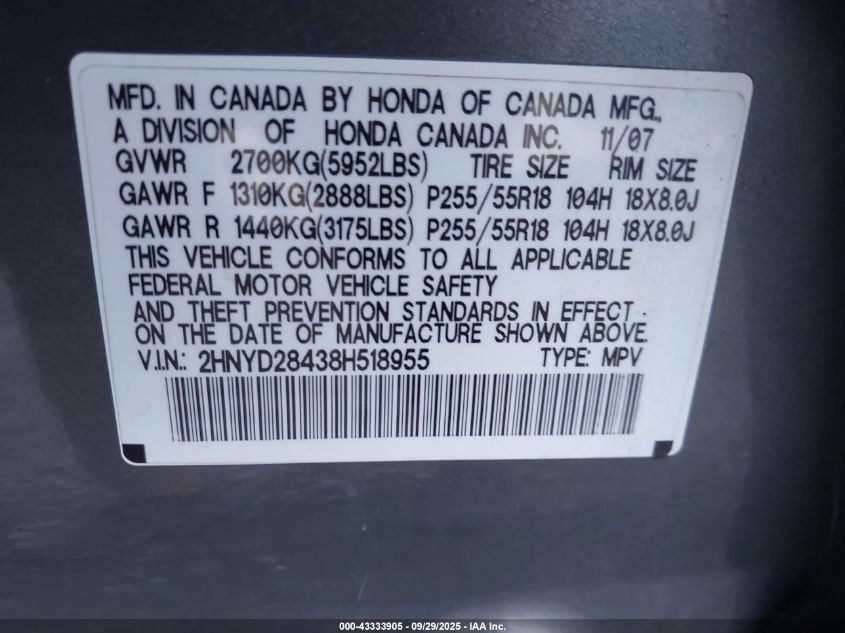 MFD. IN CANADA BY HONDA OF CANADA MFG.,
A DIVISION OF HONDA CANADA INC. 11/07
GVWR 2700KG(5952LBS) TIRE SIZE RIM SIZE
GAWR F 1310KG(2888LBS) P255/55R18 104H 18X8.0J
GAWR R 1440KG(3175LBS) P255/55R18 104H 18X8.0J
THIS VEHICLE CONFORMS TO ALL APPLICABLE
FEDERAL MOTOR VEHICLE SAFETY
AND THEFT PREVENTION STANDARDS IN EFFECT
ON THE DATE OF MANUFACTURE SHOWN ABOVE.
V.I.N.: 2HNYD28438H518955 TYPE: MPV
000-43333905 - 09/29/2025 - IAA Inc.